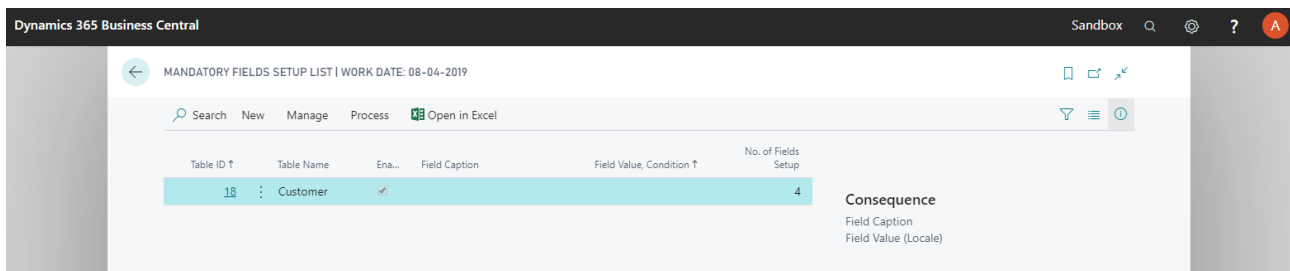 Dynamics 365 Business Central Sandbox ? A
MANDATORY FIELDS SETUP LIST | WORK DATE: 08-04-2019
Search New Manage Process Open in Excel
Table ID ↑ Table Name Ena... Field Caption Field Value, Condition ↑ No. of Fields Setup
18 Customer 4
Consequence
Field Caption
Field Value (Locale)